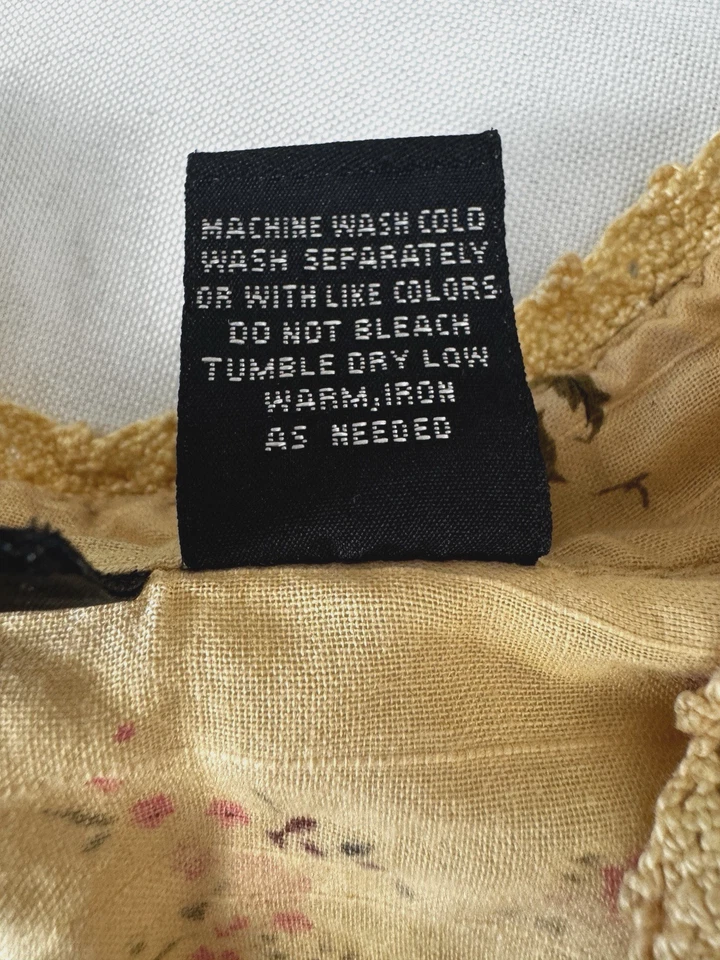 MACHINE WASH COLD
WASH SEPARATELY
OR WITH LIKE COLORS
DO NOT BLEACH
TUMBLE DRY LOW
WARM, IRON
AS NEEDED